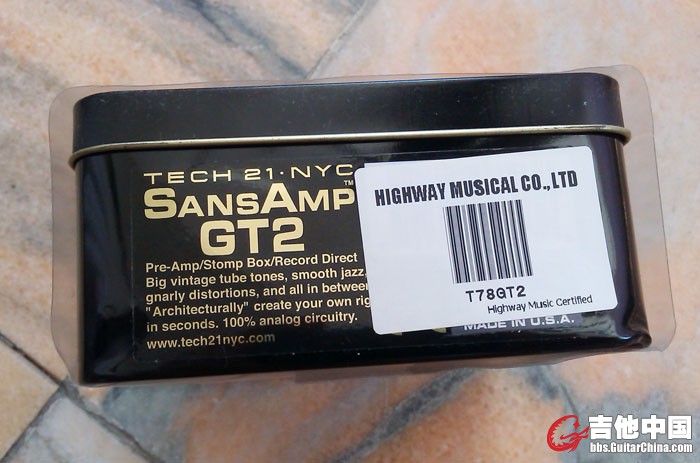 TECH 21·NYC
SANSAMP™
GT2
Pre-Amp/Stomp Box/Record Direct
Big vintage tube tones, smooth jazz,
gnarly distortions, and all in between
"Architecturally" create your own rig
in seconds. 100% analog circuitry.
www.tech21nyc.com
HIGHWAY MUSICAL CO., LTD
T78GT2
Highway Music Certified
MADE IN U.S.A.
吉他中国
bbs.GuitarChina.com